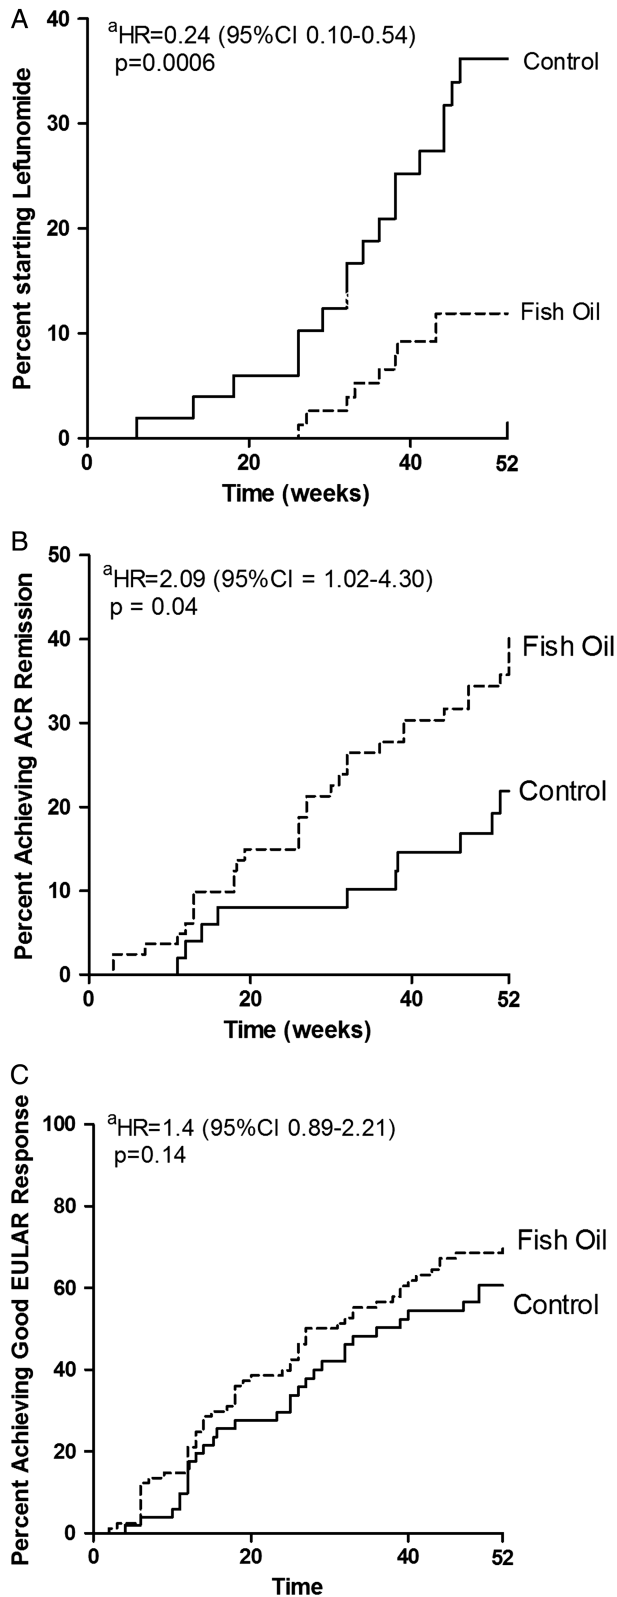 A
aHR=0.24 (95%CI 0.10-0.54)
p=0.0006
Percent starting Lefunomide
40
30
20
10
0
Control
Fish Oil
0 20 40 52
Time (weeks)
B
aHR=2.09 (95%CI = 1.02-4.30)
p = 0.04
Percent Achieving ACR Remission
50
40
30
20
10
0
Fish Oil
Control
0 20 40 52
Time (weeks)
C
aHR=1.4 (95%CI 0.89-2.21)
p=0.14
Percent Achieving Good EULAR Response
100
80
60
40
20
0
Fish Oil
Control
0 20 40 52
Time